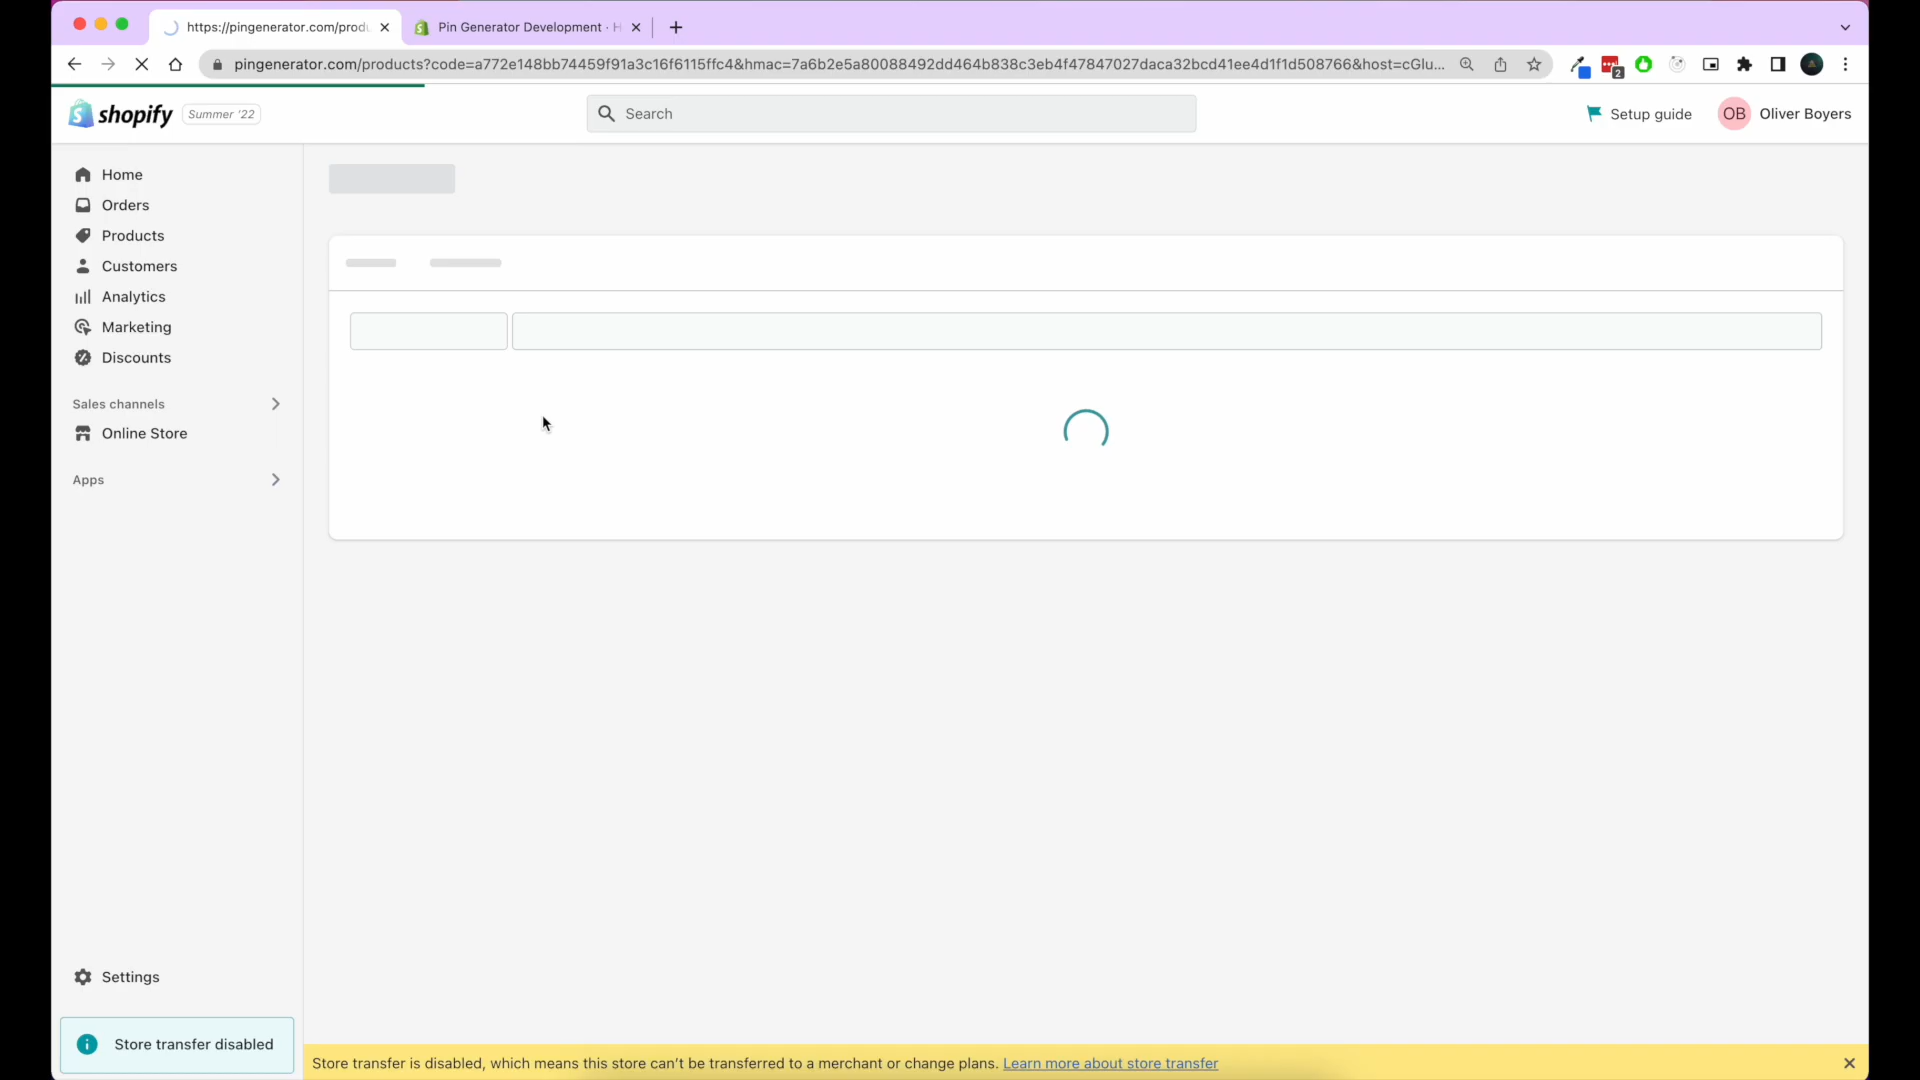 https://pingenerator.com/produ
Pin Generator Development · H
pingenerator.com/products?code=a772e148bb74459f91a3c16f6115ffc4&hmac=7a6b2e5a80088492dd464b838c3eb4f47847027daca32bcd41ee4d1f1d508766&host=cGlu...
2
shopify
Summer '22
Search
Setup guide
OB
Oliver Boyers
Home
Orders
Products
Customers
Analytics
Marketing
Discounts
Sales channels
Online Store
Apps
Settings
Store transfer disabled
Store transfer is disabled, which means this store can't be transferred to a merchant or change plans. Learn more about store transfer